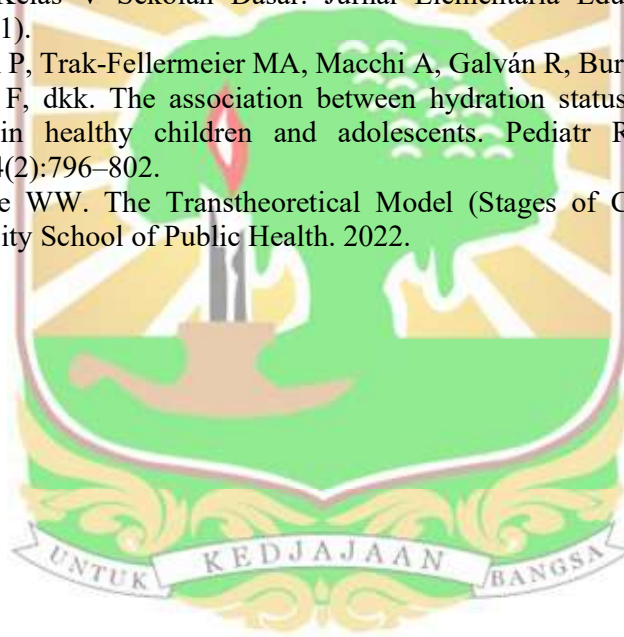 Kelas V Sekolah Dasar. Jurnal Elementaria Edu
1).
P, Trak-Fellermeier MA, Macchi A, Galván R, Bur
F, dkk. The association between hydration status
in healthy children and adolescents. Pediatr R
4(2):796–802.
e WW. The Transtheoretical Model (Stages of C
ity School of Public Health. 2022.
UNTUK KEDJAJAAN BANGSA